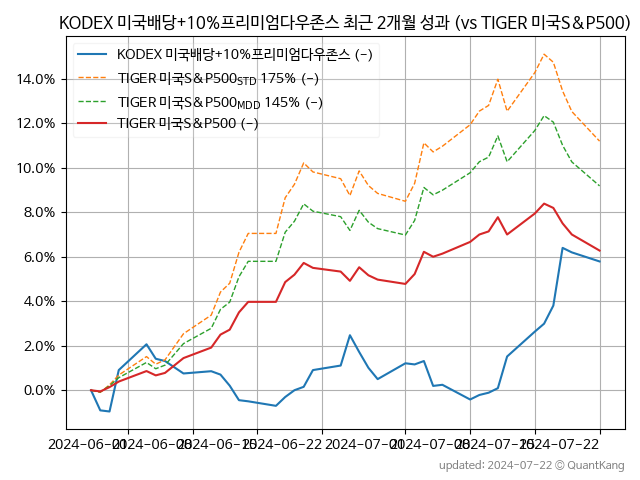 KODEX 미국배당+10%프리미엄다우존스 최근 2개월 성과 (vs TIGER 미국S&P500)
KODEX 미국배당+10%프리미엄다우존스 (-)
TIGER 미국S&P500STD 175% (-)
TIGER 미국S&P500MDD 145% (-)
TIGER 미국S&P500 (-)
14.0%
12.0%
10.0%
8.0%
6.0%
4.0%
2.0%
0.0%
2024-06-01
2024-06-08
2024-06-15
2024-06-22
2024-07-01
2024-07-08
2024-07-15
2024-07-22
updated: 2024-07-22 © QuantKang